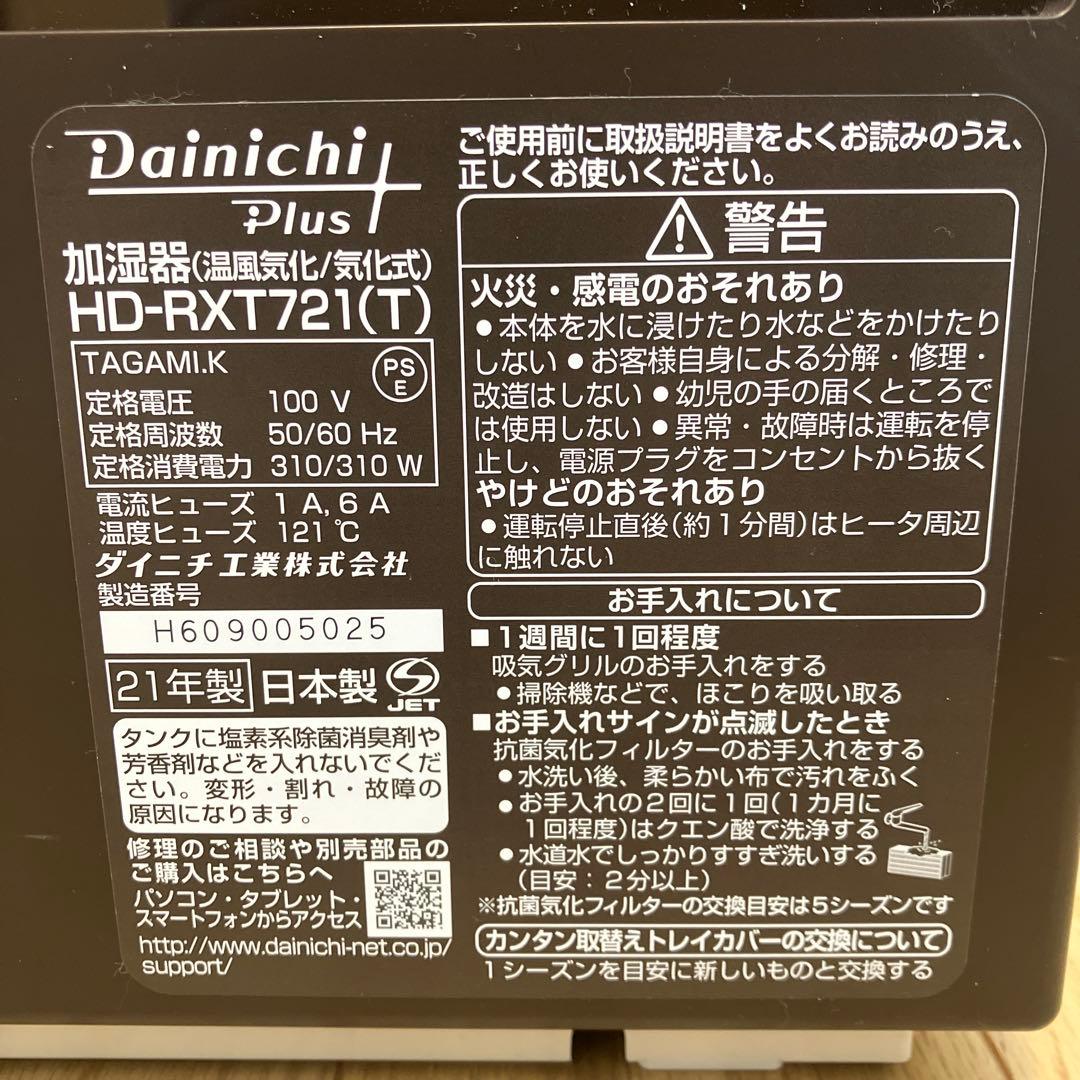 Dainichi
Plus
加湿器(温風気化/気化式)
HD-RXT721(T)
TAGAMI.K
PS
E
定格電圧 100 V
定格周波数 50/60 Hz
定格消費電力 310/310 W
電流ヒューズ 1 A, 6 A
温度ヒューズ 121 ℃
ダイニチ工業株式会社
製造番号
H609005025
21年製 日本製 JET
タンクに塩素系除菌消臭剤や
芳香剤などを入れないでくだ
さい。変形・割れ・故障の
原因になります。
修理のご相談や別売部品の
ご購入はこちらへ
パソコン・タブレット・
スマートフォンからアクセス
http://www.dainichi-net.co.jp/
support/
ご使用前に取扱説明書をよくお読みのうえ、
正しくお使いください。
警告
火災・感電のおそれあり
●本体を水に浸けたり水などをかけたり
しない ●お客様自身による分解・修理・
改造はしない ●幼児の手の届くところで
は使用しない ●異常・故障時は運転を停
止し、電源プラグをコンセントから抜く
やけどのおそれあり
●運転停止直後(約1分間)はヒータ周辺
に触れない
お手入れについて
■1週間に1回程度
吸気グリルのお手入れをする
●掃除機などで、ほこりを吸い取る
■お手入れサインが点滅したとき
抗菌気化フィルターのお手入れをする
●水洗い後、柔らかい布で汚れをふく
●お手入れの2回に1回(1カ月に
1回程度)はクエン酸で洗浄する
●水道水でしっかりすすぎ洗いする
(目安：2分以上)
※抗菌気化フィルターの交換目安は5シーズンです
カンタン取替えトレイカバーの交換について
1シーズンを目安に新しいものと交換する